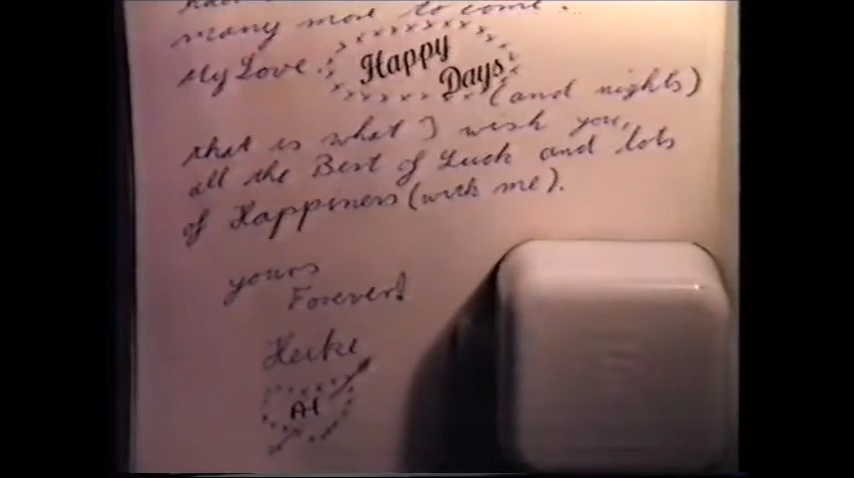 many more to come.
My Love Happy Days (and nights)
that is what I wish you,
all the Best of Luck and lots
of Happiness (with me).
yours
Forever!
Heike